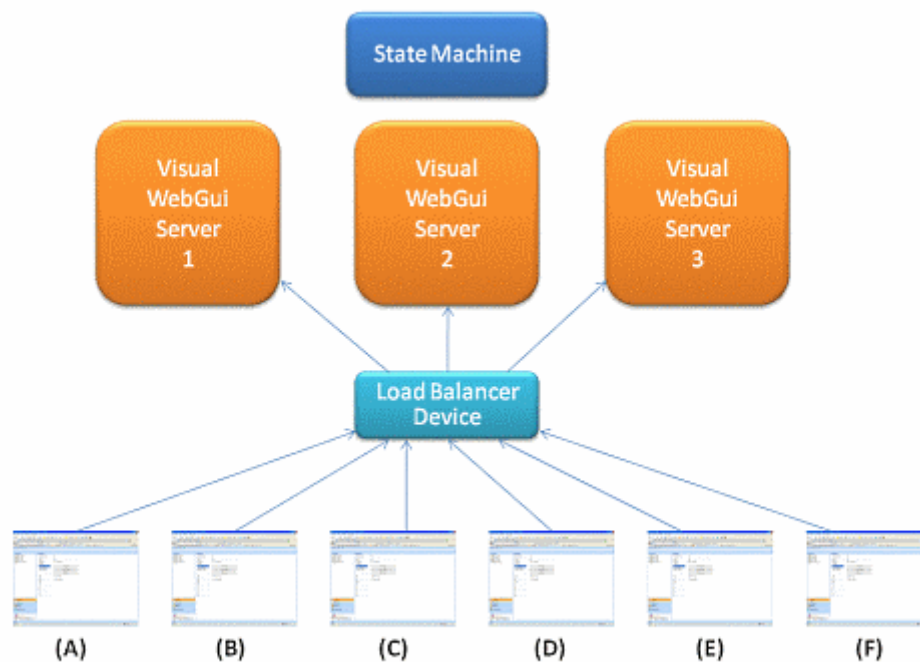 State Machine
Visual
WebGui
Server
1
Visual
WebGui
Server
2
Visual
WebGui
Server
3
Load Balancer
Device
(A)
(B)
(C)
(D)
(E)
(F)